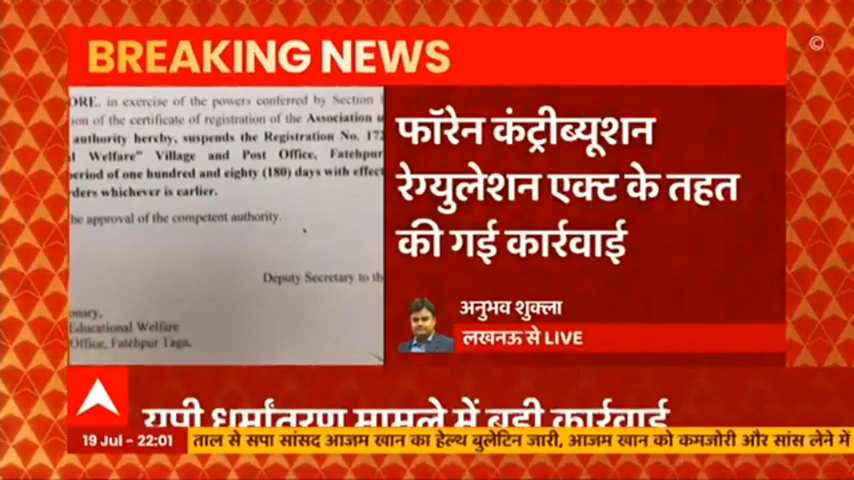 BREAKING NEWS
©
ORE, in exercise of the powers conferred by Section
ion of the certificate of registration of the Association u
authority hereby, suspends the Registration No. 172
l Welfare" Village and Post Office, Fatehpur
period of one hundred and eighty (180) days with effect
ders whichever is earlier.
he approval of the competent authority.
Deputy Secretary to th
onary,
Educational Welfare
Office, Fatehpur Taga,
फॉरेन कंट्रीब्यूशन
रेग्युलेशन एक्ट के तहत
की गई कार्रवाई
अनुभव शुक्ला
लखनऊ से LIVE
यूपी धर्मांतरण मामले में बड़ी कार्रवाई
19 Jul - 22:01
ताल से सपा सांसद आजम खान का हेल्थ बुलेटिन जारी, आजम खान को कमजोरी और सांस लेने में